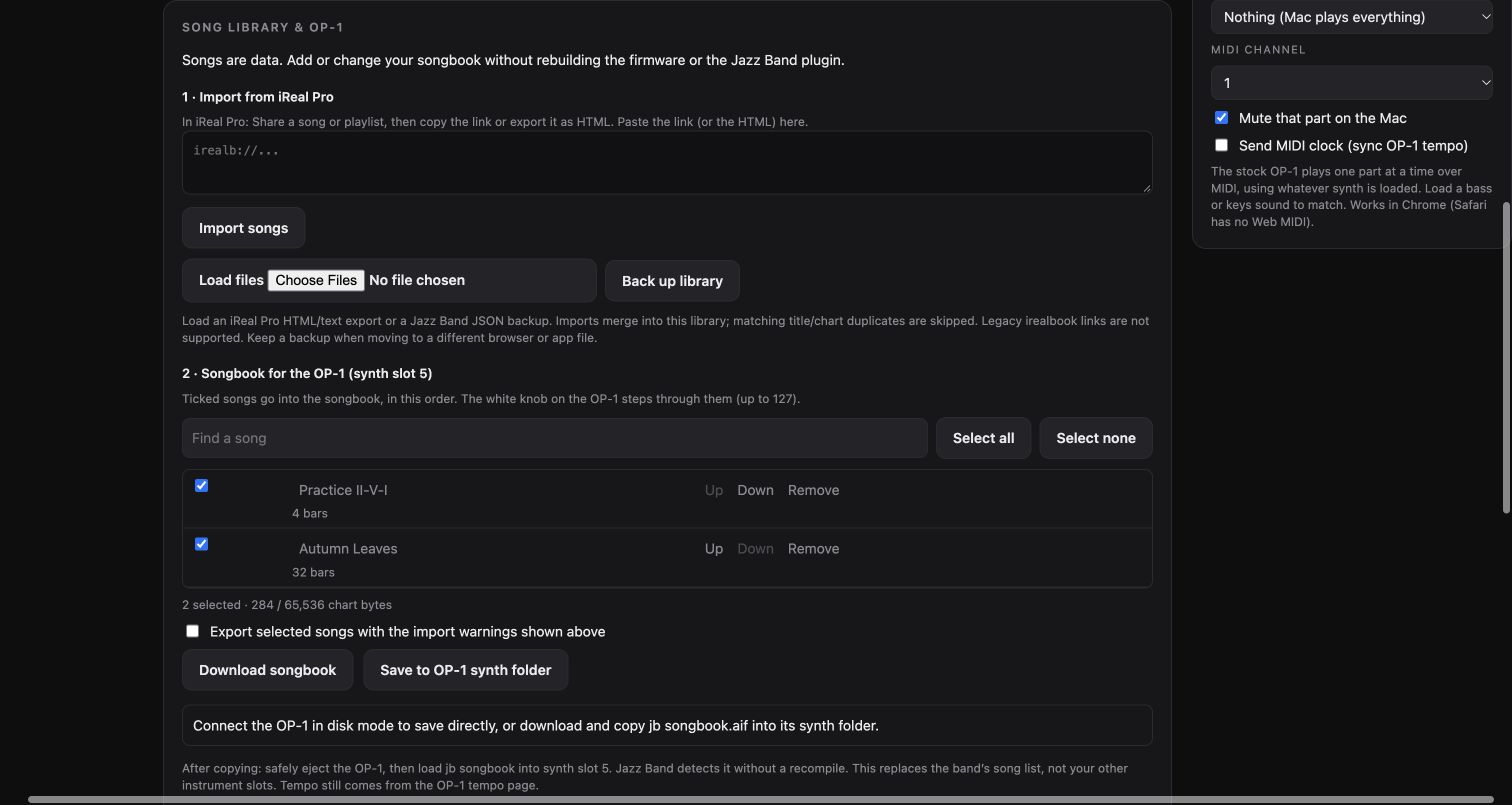 SONG LIBRARY & OP-1
Songs are data. Add or change your songbook without rebuilding the firmware or the Jazz Band plugin.
1 · Import from iReal Pro
In iReal Pro: Share a song or playlist, then copy the link or export it as HTML. Paste the link (or the HTML) here.
irealb://...
Import songs
Load files Choose Files No file chosen
Back up library
Load an iReal Pro HTML/text export or a Jazz Band JSON backup. Imports merge into this library; matching title/chart duplicates are skipped. Legacy irealbook links are not
supported. Keep a backup when moving to a different browser or app file.
2 · Songbook for the OP-1 (synth slot 5)
Ticked songs go into the songbook, in this order. The white knob on the OP-1 steps through them (up to 127).
Find a song
Select all
Select none
Practice II-V-I
Up Down Remove
4 bars
Autumn Leaves
Up Down Remove
32 bars
2 selected · 284 / 65,536 chart bytes
Export selected songs with the import warnings shown above
Download songbook
Save to OP-1 synth folder
Connect the OP-1 in disk mode to save directly, or download and copy jb songbook.aif into its synth folder.
After copying: safely eject the OP-1, then load jb songbook into synth slot 5. Jazz Band detects it without a recompile. This replaces the band's song list, not your other
instrument slots. Tempo still comes from the OP-1 tempo page.
Nothing (Mac plays everything)
MIDI CHANNEL
1
Mute that part on the Mac
Send MIDI clock (sync OP-1 tempo)
The stock OP-1 plays one part at a time over
MIDI, using whatever synth is loaded. Load a bass
or keys sound to match. Works in Chrome (Safari
has no Web MIDI).